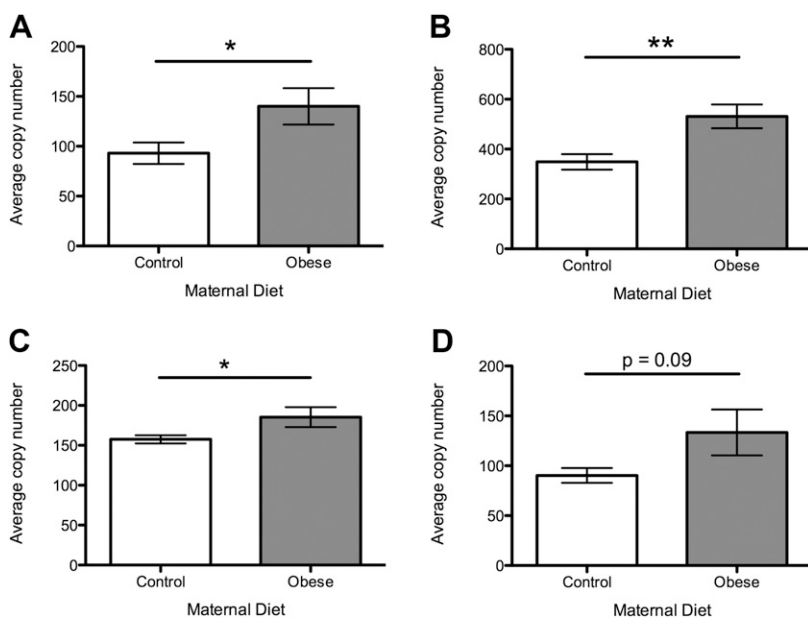 A
*
200
150
100
50
0
Average copy number
Control
Obese
Maternal Diet
B
**
800
600
400
200
0
Average copy number
Control
Obese
Maternal Diet
C
*
250
200
150
100
50
0
Average copy number
Control
Obese
Maternal Diet
D
p = 0.09
200
150
100
50
0
Average copy number
Control
Obese
Maternal Diet